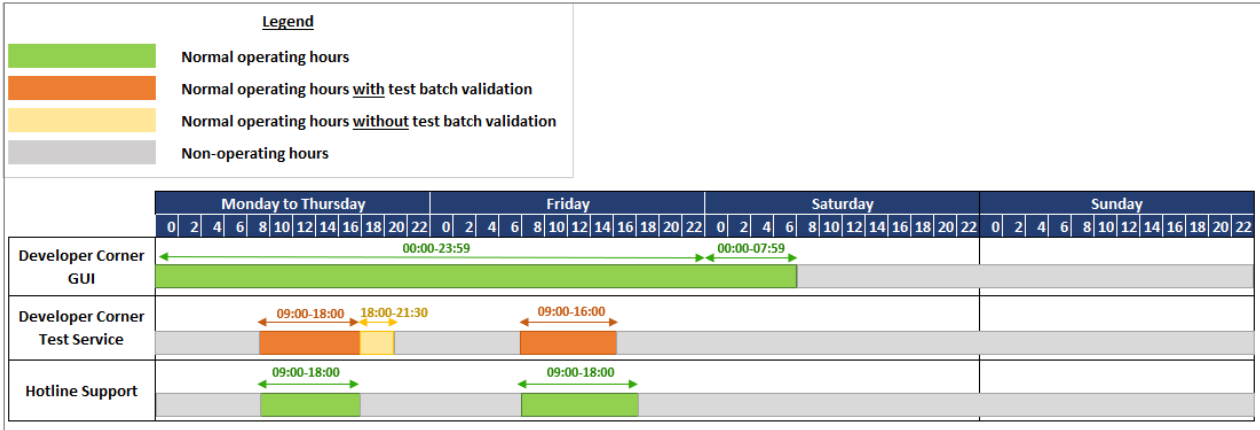 Legend
Normal operating hours
Normal operating hours with test batch validation
Normal operating hours without test batch validation
Non-operating hours
Monday to Thursday Friday Saturday Sunday
0 2 4 6 8 10 12 14 16 18 20 22 0 2 4 6 8 10 12 14 16 18 20 22 0 2 4 6 8 10 12 14 16 18 20 22 0 2 4 6 8 10 12 14 16 18 20 22
Developer Corner
GUI
00:00-23:59 00:00-07:59
Developer Corner
Test Service
09:00-18:00 18:00-21:30 09:00-16:00
Hotline Support
09:00-18:00 09:00-18:00